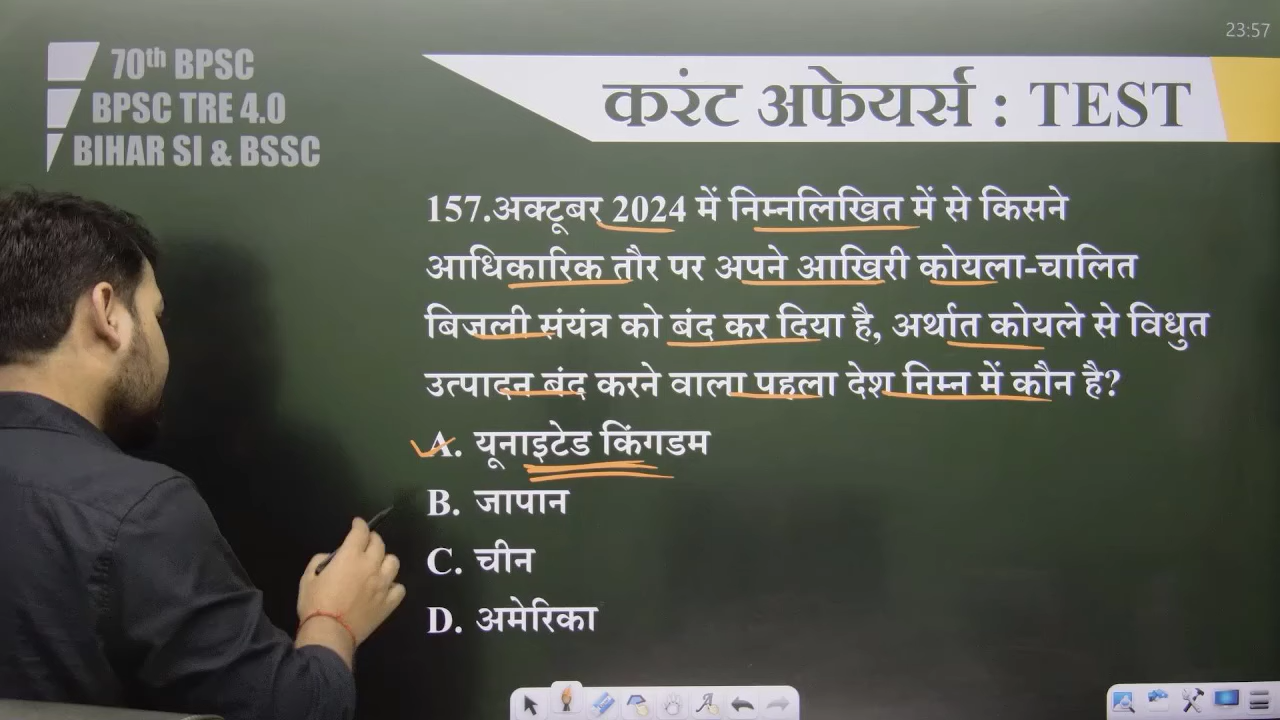 23:57
70th BPSC
BPSC TRE 4.0
BIHAR SI & BSSC
करंट अफेयर्स : TEST
157.अक्टूबर 2024 में निम्नलिखित में से किसने
आधिकारिक तौर पर अपने आखिरी कोयला-चालित
बिजली संयंत्र को बंद कर दिया है, अर्थात कोयले से विधुत
उत्पादन बंद करने वाला पहला देश निम्न में कौन है?
A. यूनाइटेड किंगडम
B. जापान
C. चीन
D. अमेरिका